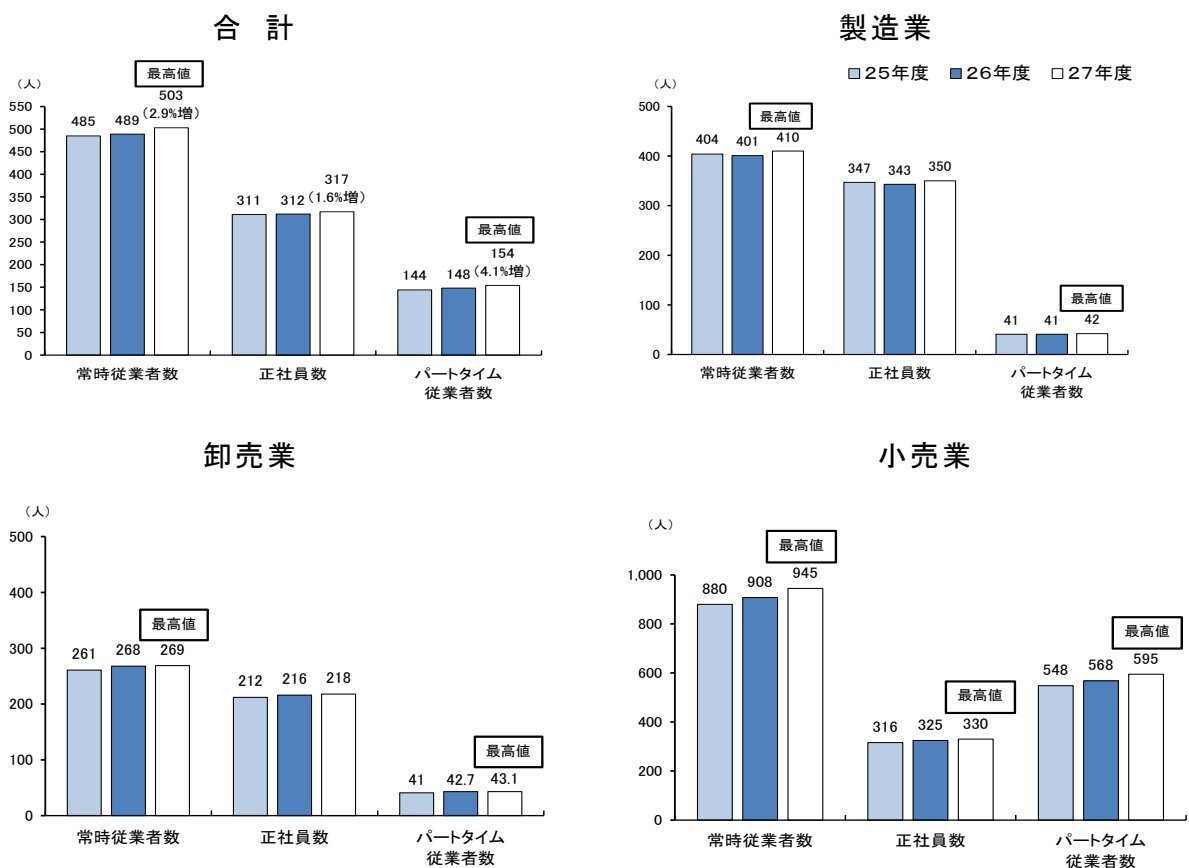 合 計
(人)
最高値
503
485 489 (2.9%増)
317
311 312 (1.6%増)
最高値
154
144 148 (4.1%増)
550
500
450
400
350
300
250
200
150
100
50
0
常時従業者数
正社員数
パートタイム
従業者数
製造業
25年度 26年度 27年度
(人)
最高値
404 401 410
347 343 350
最高値
41 41 42
500
400
300
200
100
0
常時従業者数
正社員数
パートタイム
従業者数
卸売業
(人)
最高値
261 268 269
212 216 218
最高値
41 42.7 43.1
500
400
300
200
100
0
常時従業者数
正社員数
パートタイム
従業者数
小売業
(人)
最高値
880 908 945
最高値
316 325 330
最高値
548 568 595
1,000
800
600
400
200
0
常時従業者数
正社員数
パートタイム
従業者数